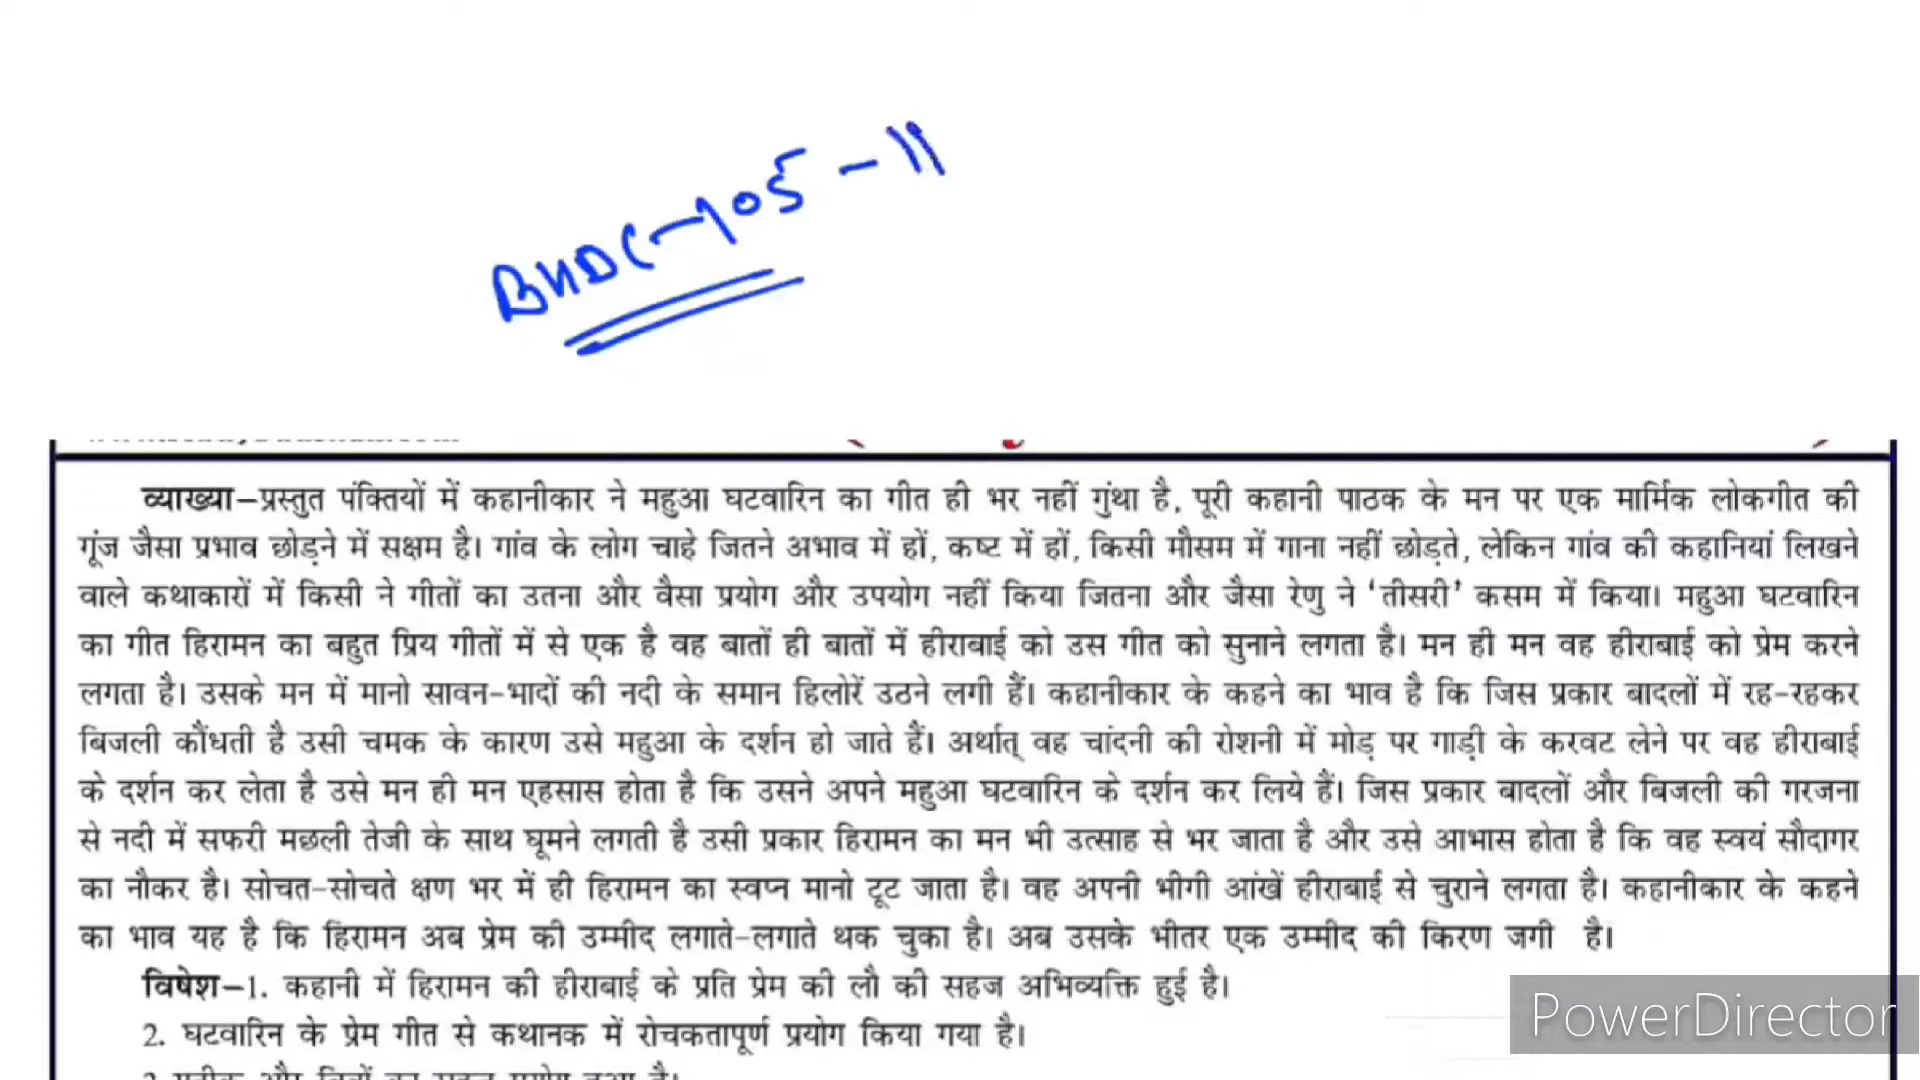 BHDC-105-11
व्याख्या–प्रस्तुत पंक्तियों में कहानीकार ने महुआ घटवारिन का गीत ही भर नहीं गुंथा है, पूरी कहानी पाठक के मन पर एक मार्मिक लोकगीत की
गूंज जैसा प्रभाव छोड़ने में सक्षम है। गांव के लोग चाहे जितने अभाव में हों, कष्ट में हों, किसी मौसम में गाना नहीं छोड़ते, लेकिन गांव की कहानियां लिखने
वाले कथाकारों में किसी ने गीतों का उतना और वैसा प्रयोग और उपयोग नहीं किया जितना और जैसा रेणु ने ‘तीसरी’ कसम में किया। महुआ घटवारिन
का गीत हिरामन का बहुत प्रिय गीतों में से एक है वह बातों ही बातों में हीराबाई को उस गीत को सुनाने लगता है। मन ही मन वह हीराबाई को प्रेम करने
लगता है। उसके मन में मानो सावन-भादों की नदी के समान हिलोरें उठने लगी हैं। कहानीकार के कहने का भाव है कि जिस प्रकार बादलों में रह-रहकर
बिजली कौंधती है उसी चमक के कारण उसे महुआ के दर्शन हो जाते हैं। अर्थात् वह चांदनी की रोशनी में मोड़ पर गाड़ी के करवट लेने पर वह हीराबाई
के दर्शन कर लेता है उसे मन ही मन एहसास होता है कि उसने अपने महुआ घटवारिन के दर्शन कर लिये हैं। जिस प्रकार बादलों और बिजली की गरजना
से नदी में सफरी मछली तेजी के साथ घूमने लगती है उसी प्रकार हिरामन का मन भी उत्साह से भर जाता है और उसे आभास होता है कि वह स्वयं सौदागर
का नौकर है। सोचत-सोचते क्षण भर में ही हिरामन का स्वप्न मानो टूट जाता है। वह अपनी भीगी आंखें हीराबाई से चुराने लगता है। कहानीकार के कहने
का भाव यह है कि हिरामन अब प्रेम की उम्मीद लगाते-लगाते थक चुका है। अब उसके भीतर एक उम्मीद की किरण जगी है।
विषेश–1. कहानी में हिरामन की हीराबाई के प्रति प्रेम की लौ की सहज अभिव्यक्ति हुई है।
2. घटवारिन के प्रेम गीत से कथानक में रोचकतापूर्ण प्रयोग किया गया है।
PowerDirector